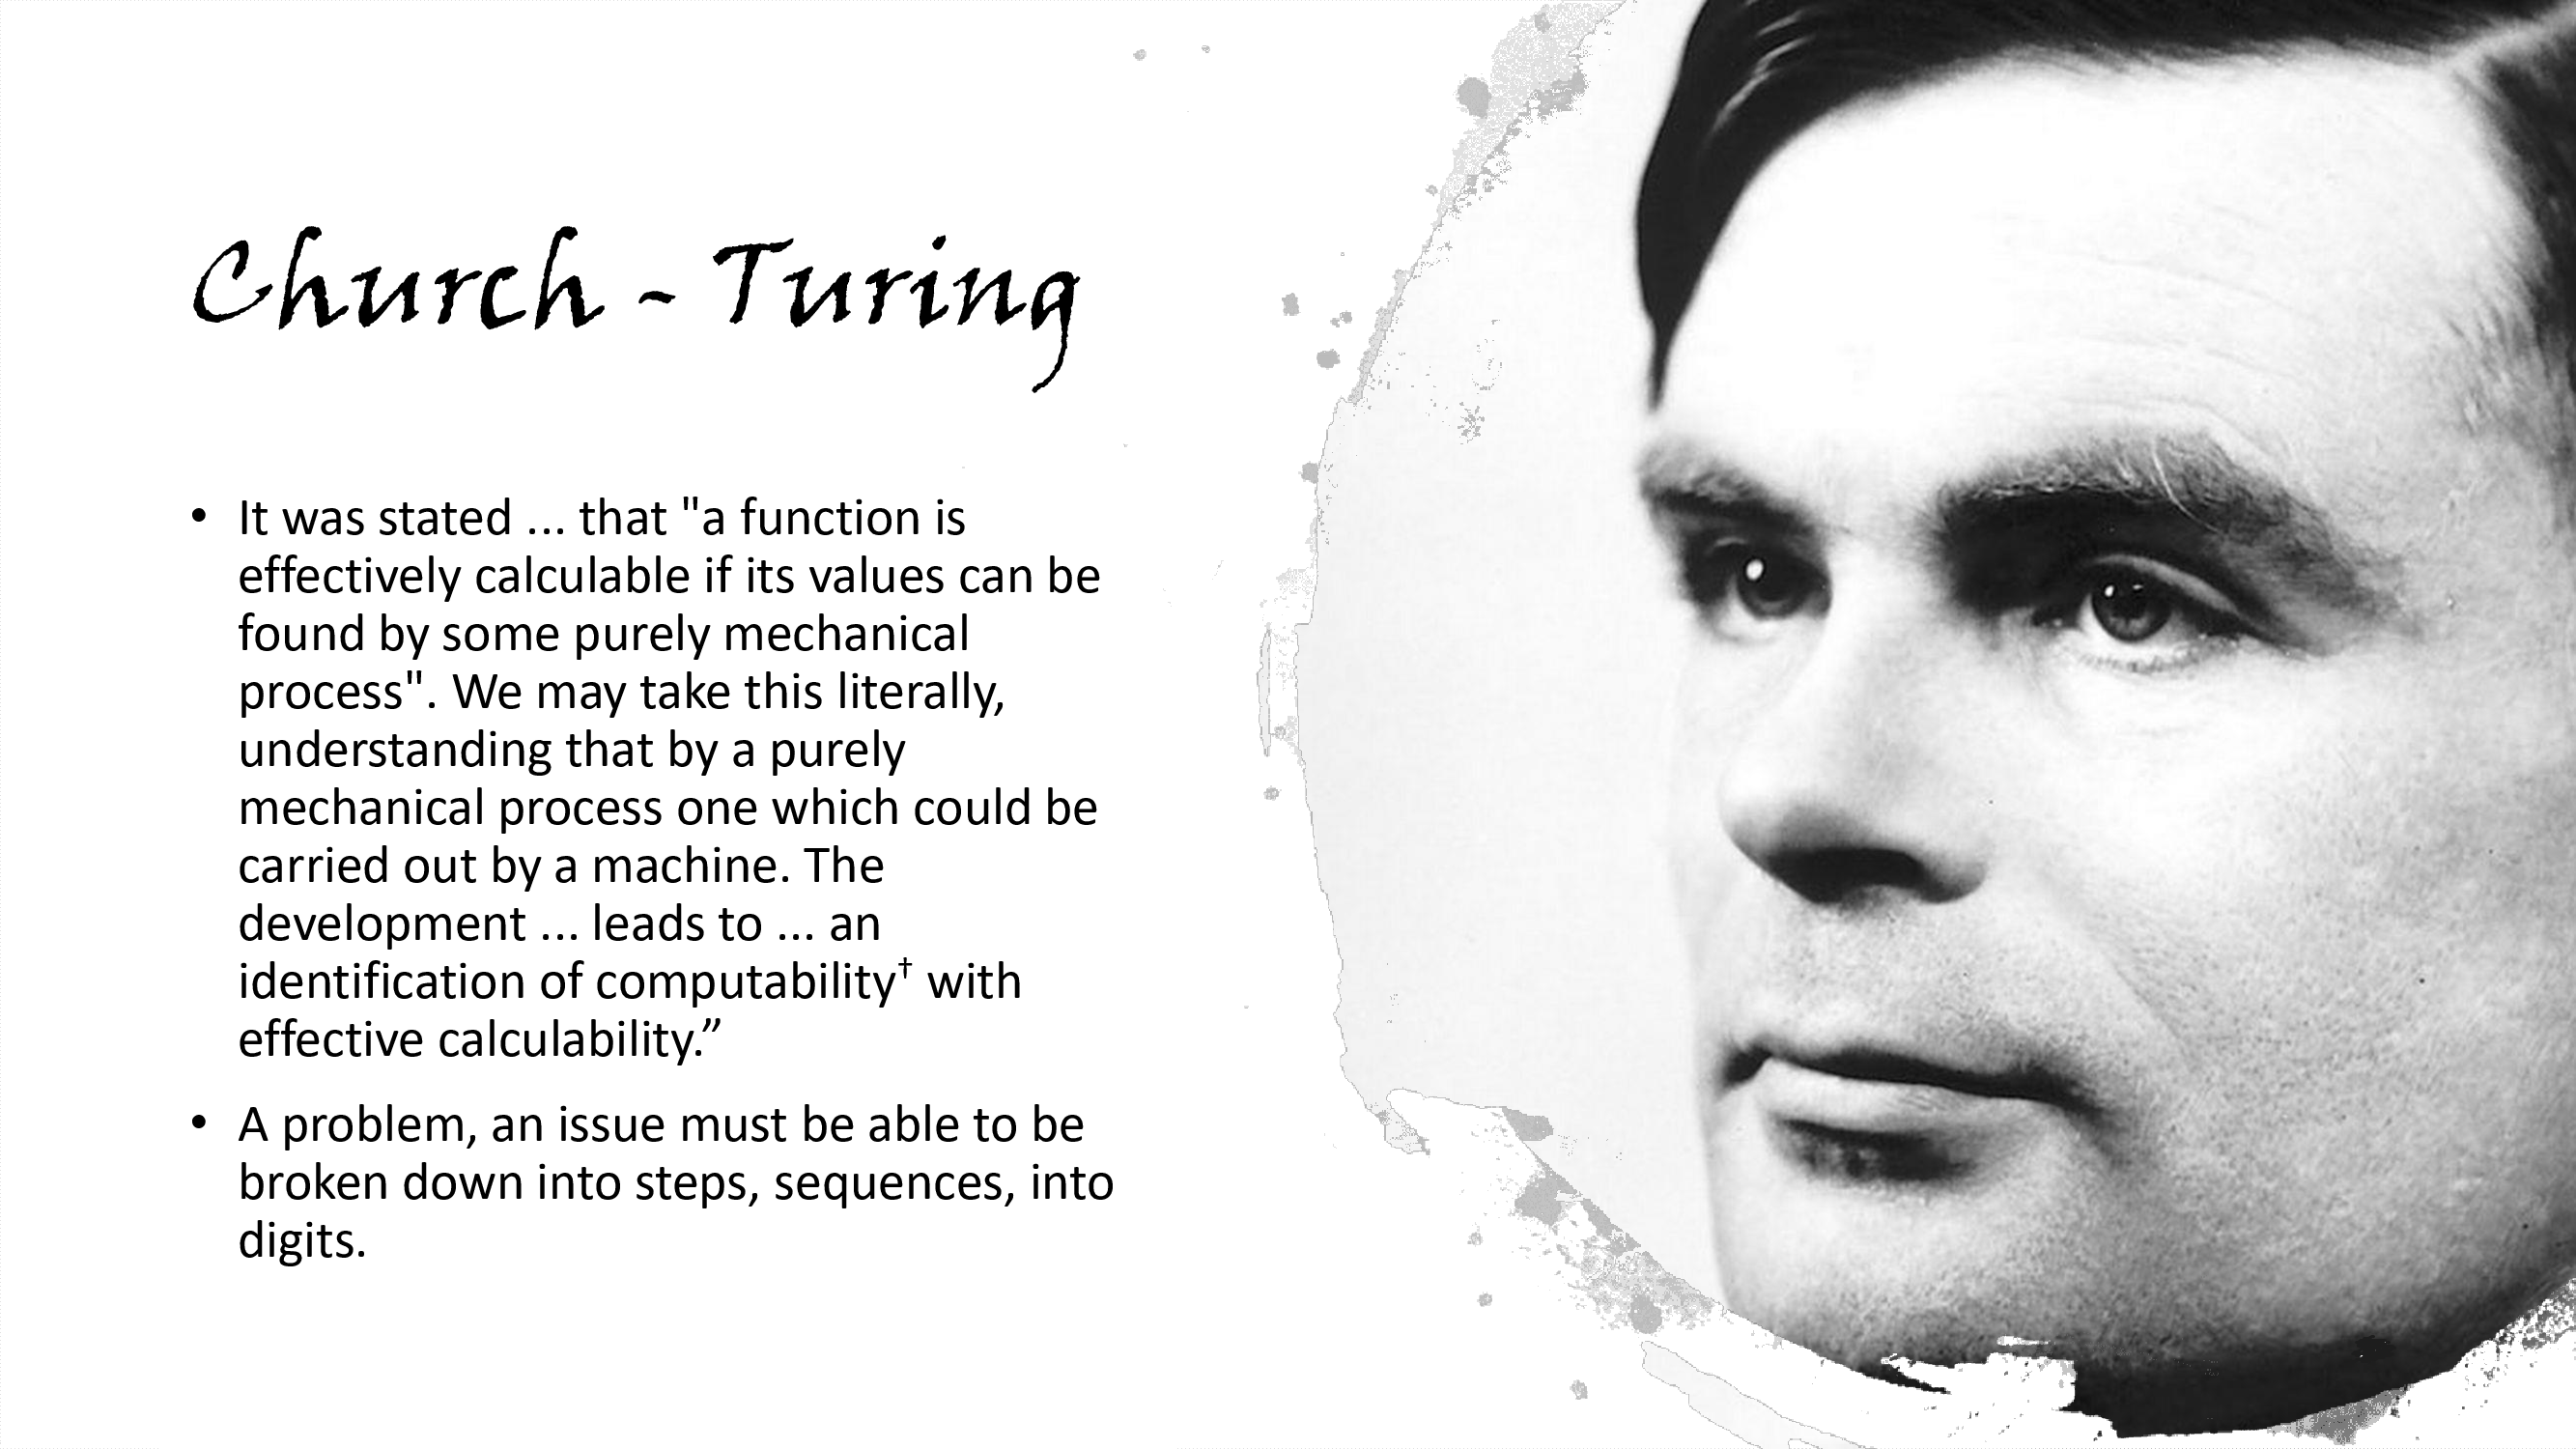 Church - Turing
• It was stated ... that "a function is
effectively calculable if its values can be
found by some purely mechanical
process". We may take this literally,
understanding that by a purely
mechanical process one which could be
carried out by a machine. The
development ... leads to ... an
identification of computability† with
effective calculability.”
• A problem, an issue must be able to be
broken down into steps, sequences, into
digits.